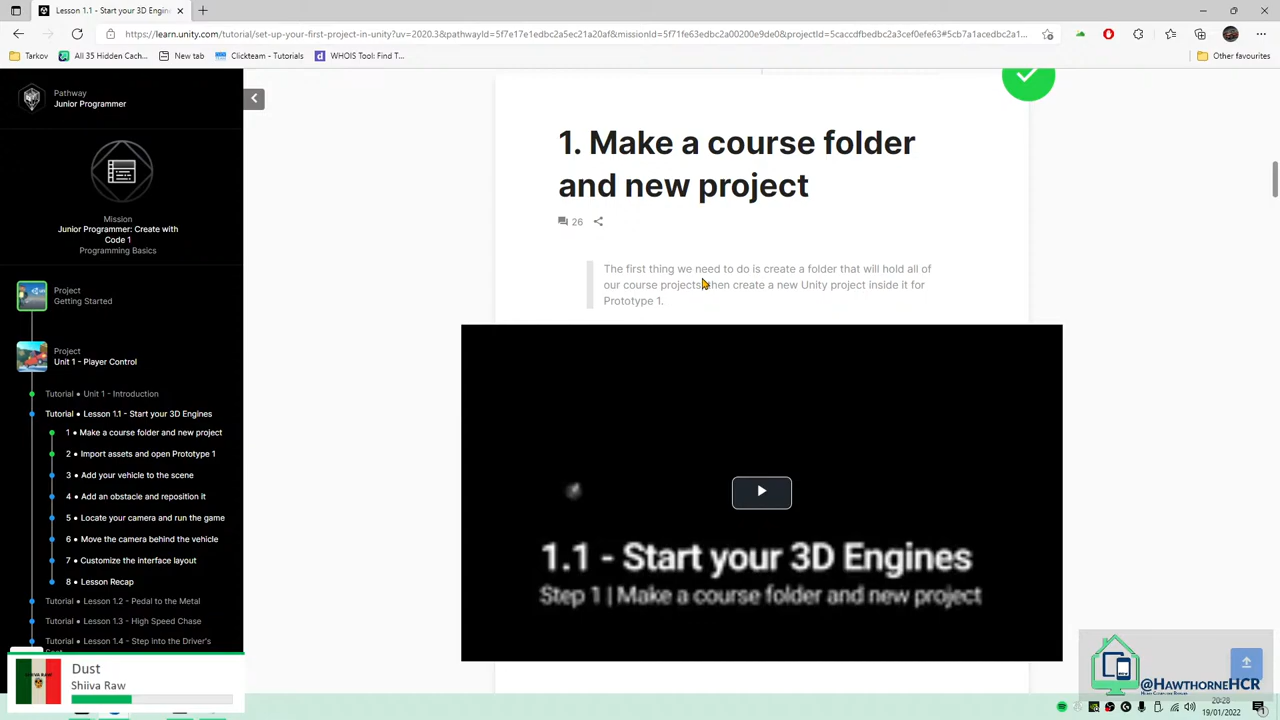 Lesson 1.1 - Start your 3D Engine
https://learn.unity.com/tutorial/set-up-your-first-project-in-unity?uv=2020.3&pathwayId=5f7e17e1edbc2a5ec21a20af&missionId=5f71fe63edbc2a00200e9de0&projectId=5caccdfbedbc2a3cef0efe63#5cb7a1acedbc2a1...
Tarkov
All 35 Hidden Cach...
New tab
Clickteam - Tutorials
WHOIS Tool: Find T...
Other favourites
Pathway
Junior Programmer
Mission
Junior Programmer: Create with
Code 1
Programming Basics
Project
Getting Started
Project
Unit 1 - Player Control
Tutorial • Unit 1 - Introduction
Tutorial • Lesson 1.1 - Start your 3D Engines
1 • Make a course folder and new project
2 • Import assets and open Prototype 1
3 • Add your vehicle to the scene
4 • Add an obstacle and reposition it
5 • Locate your camera and run the game
6 • Move the camera behind the vehicle
7 • Customize the interface layout
8 • Lesson Recap
Tutorial • Lesson 1.2 - Pedal to the Metal
Tutorial • Lesson 1.3 - High Speed Chase
Tutorial • Lesson 1.4 - Step into the Driver's
Dust
Shiiva Raw
1. Make a course folder
and new project
26
The first thing we need to do is create a folder that will hold all of
our course projects then create a new Unity project inside it for
Prototype 1.
1.1 - Start your 3D Engines
Step 1 | Make a course folder and new project
@HawthorneHCR
20:28
19/01/2022